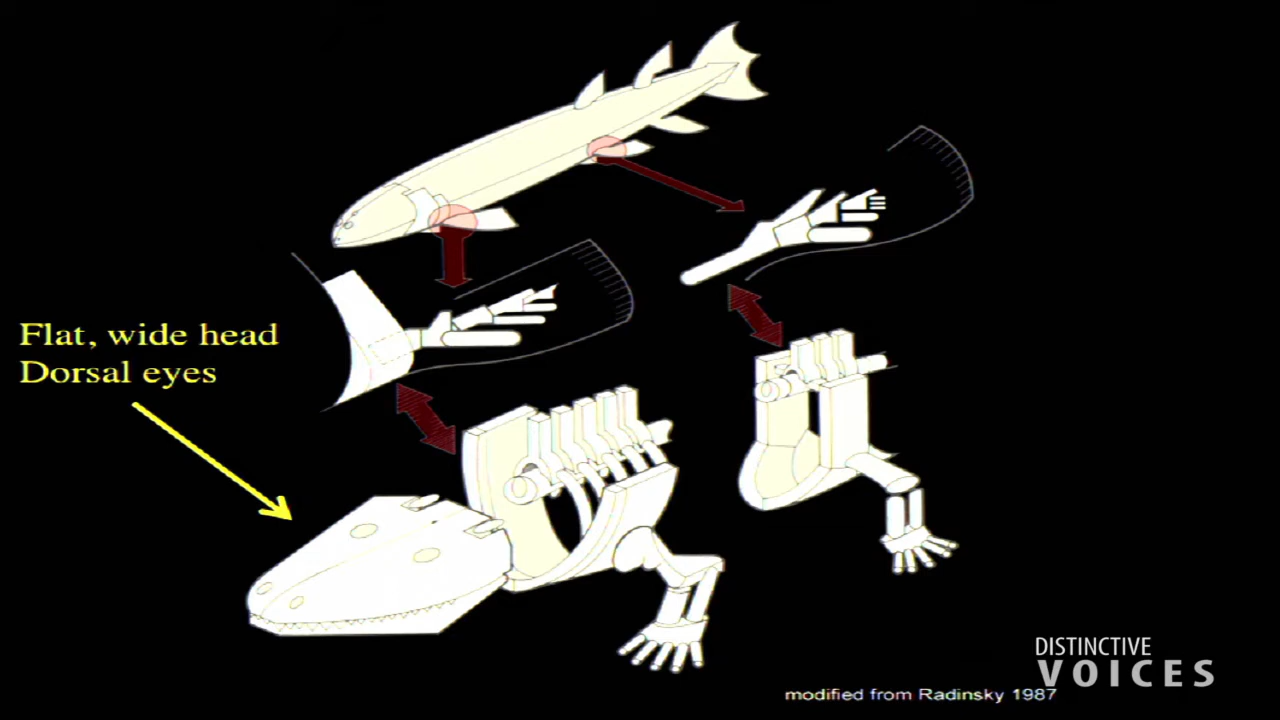 Flat, wide head
Dorsal eyes
DISTINCTIVE
VOICES
modified from Radinsky 1987